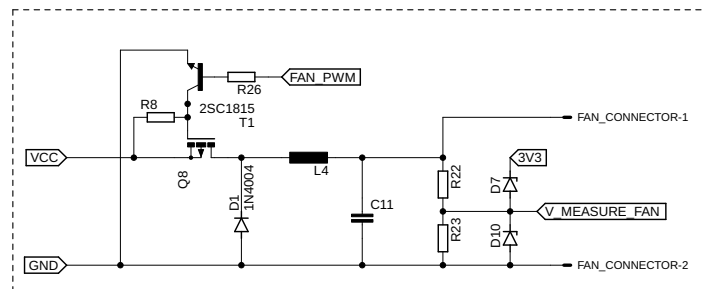 FAN_PWM
R26
R8
2SC1815
T1
FAN_CONNECTOR-1
VCC
3V3
L4
Q8
D1
1N4004
R22
D7
C11
V_MEASURE_FAN
R23
D10
GND
FAN_CONNECTOR-2